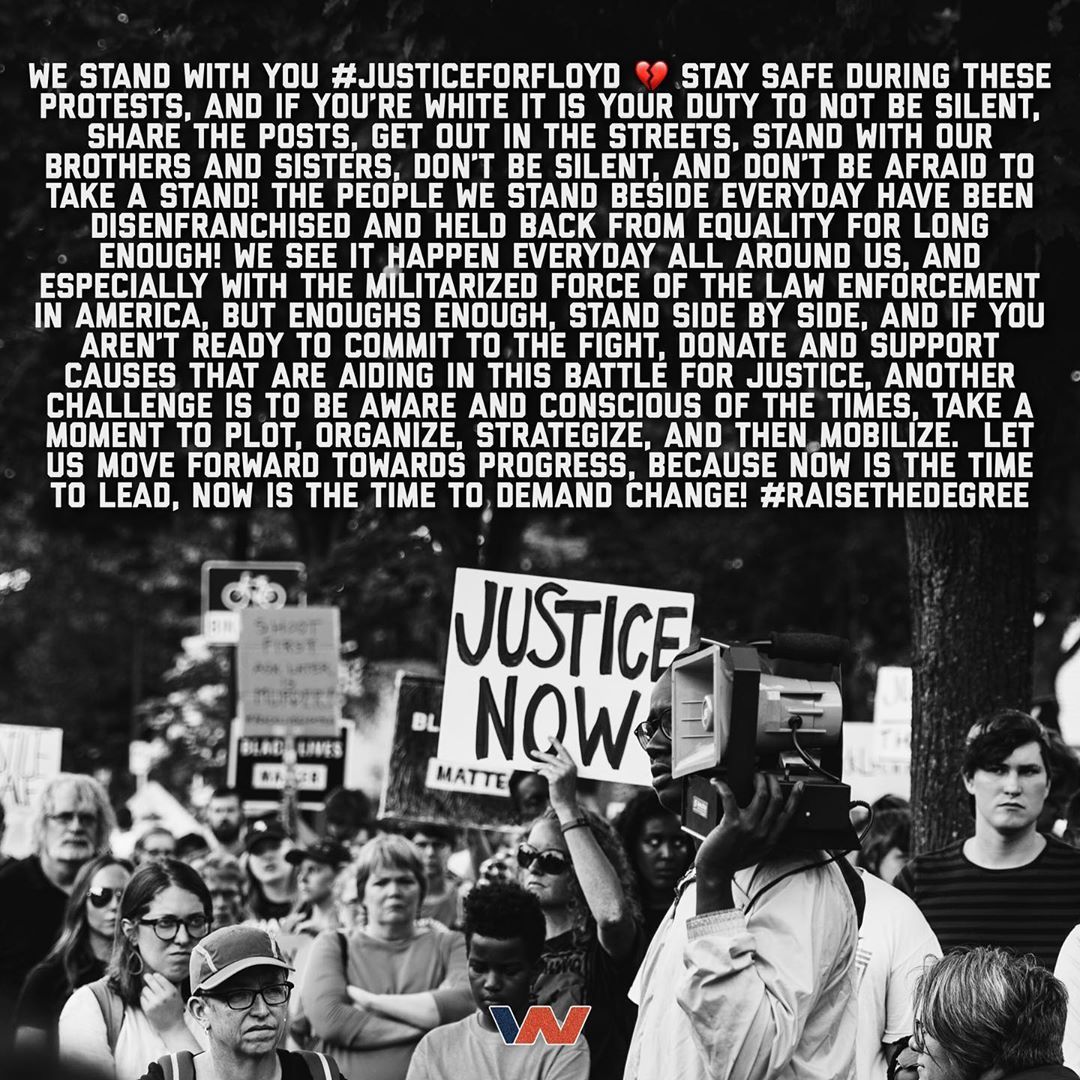 WE STAND WITH YOU #JUSTICEFORFLOYD 💔 STAY SAFE DURING THESE
PROTESTS, AND IF YOU'RE WHITE IT IS YOUR DUTY TO NOT BE SILENT,
SHARE THE POSTS, GET OUT IN THE STREETS, STAND WITH OUR
BROTHERS AND SISTERS, DON'T BE SILENT, AND DON'T BE AFRAID TO
TAKE A STAND! THE PEOPLE WE STAND BESIDE EVERYDAY HAVE BEEN
DISENFRANCHISED AND HELD BACK FROM EQUALITY FOR LONG
ENOUGH! WE SEE IT HAPPEN EVERYDAY ALL AROUND US, AND
ESPECIALLY WITH THE MILITARIZED FORCE OF THE LAW ENFORCEMENT
IN AMERICA, BUT ENOUGHS ENOUGH, STAND SIDE BY SIDE, AND IF YOU
AREN'T READY TO COMMIT TO THE FIGHT, DONATE AND SUPPORT
CAUSES THAT ARE AIDING IN THIS BATTLE FOR JUSTICE, ANOTHER
CHALLENGE IS TO BE AWARE AND CONSCIOUS OF THE TIMES, TAKE A
MOMENT TO PLOT, ORGANIZE, STRATEGIZE, AND THEN MOBILIZE. LET
US MOVE FORWARD TOWARDS PROGRESS, BECAUSE NOW IS THE TIME
TO LEAD, NOW IS THE TIME TO DEMAND CHANGE! #RAISETHEDEGREE
JUSTICE
NOW
SHOOT
FIRST
ASK LATER
IS
MURDER
BLACK LIVES
MATTER
BL
MATTE
W